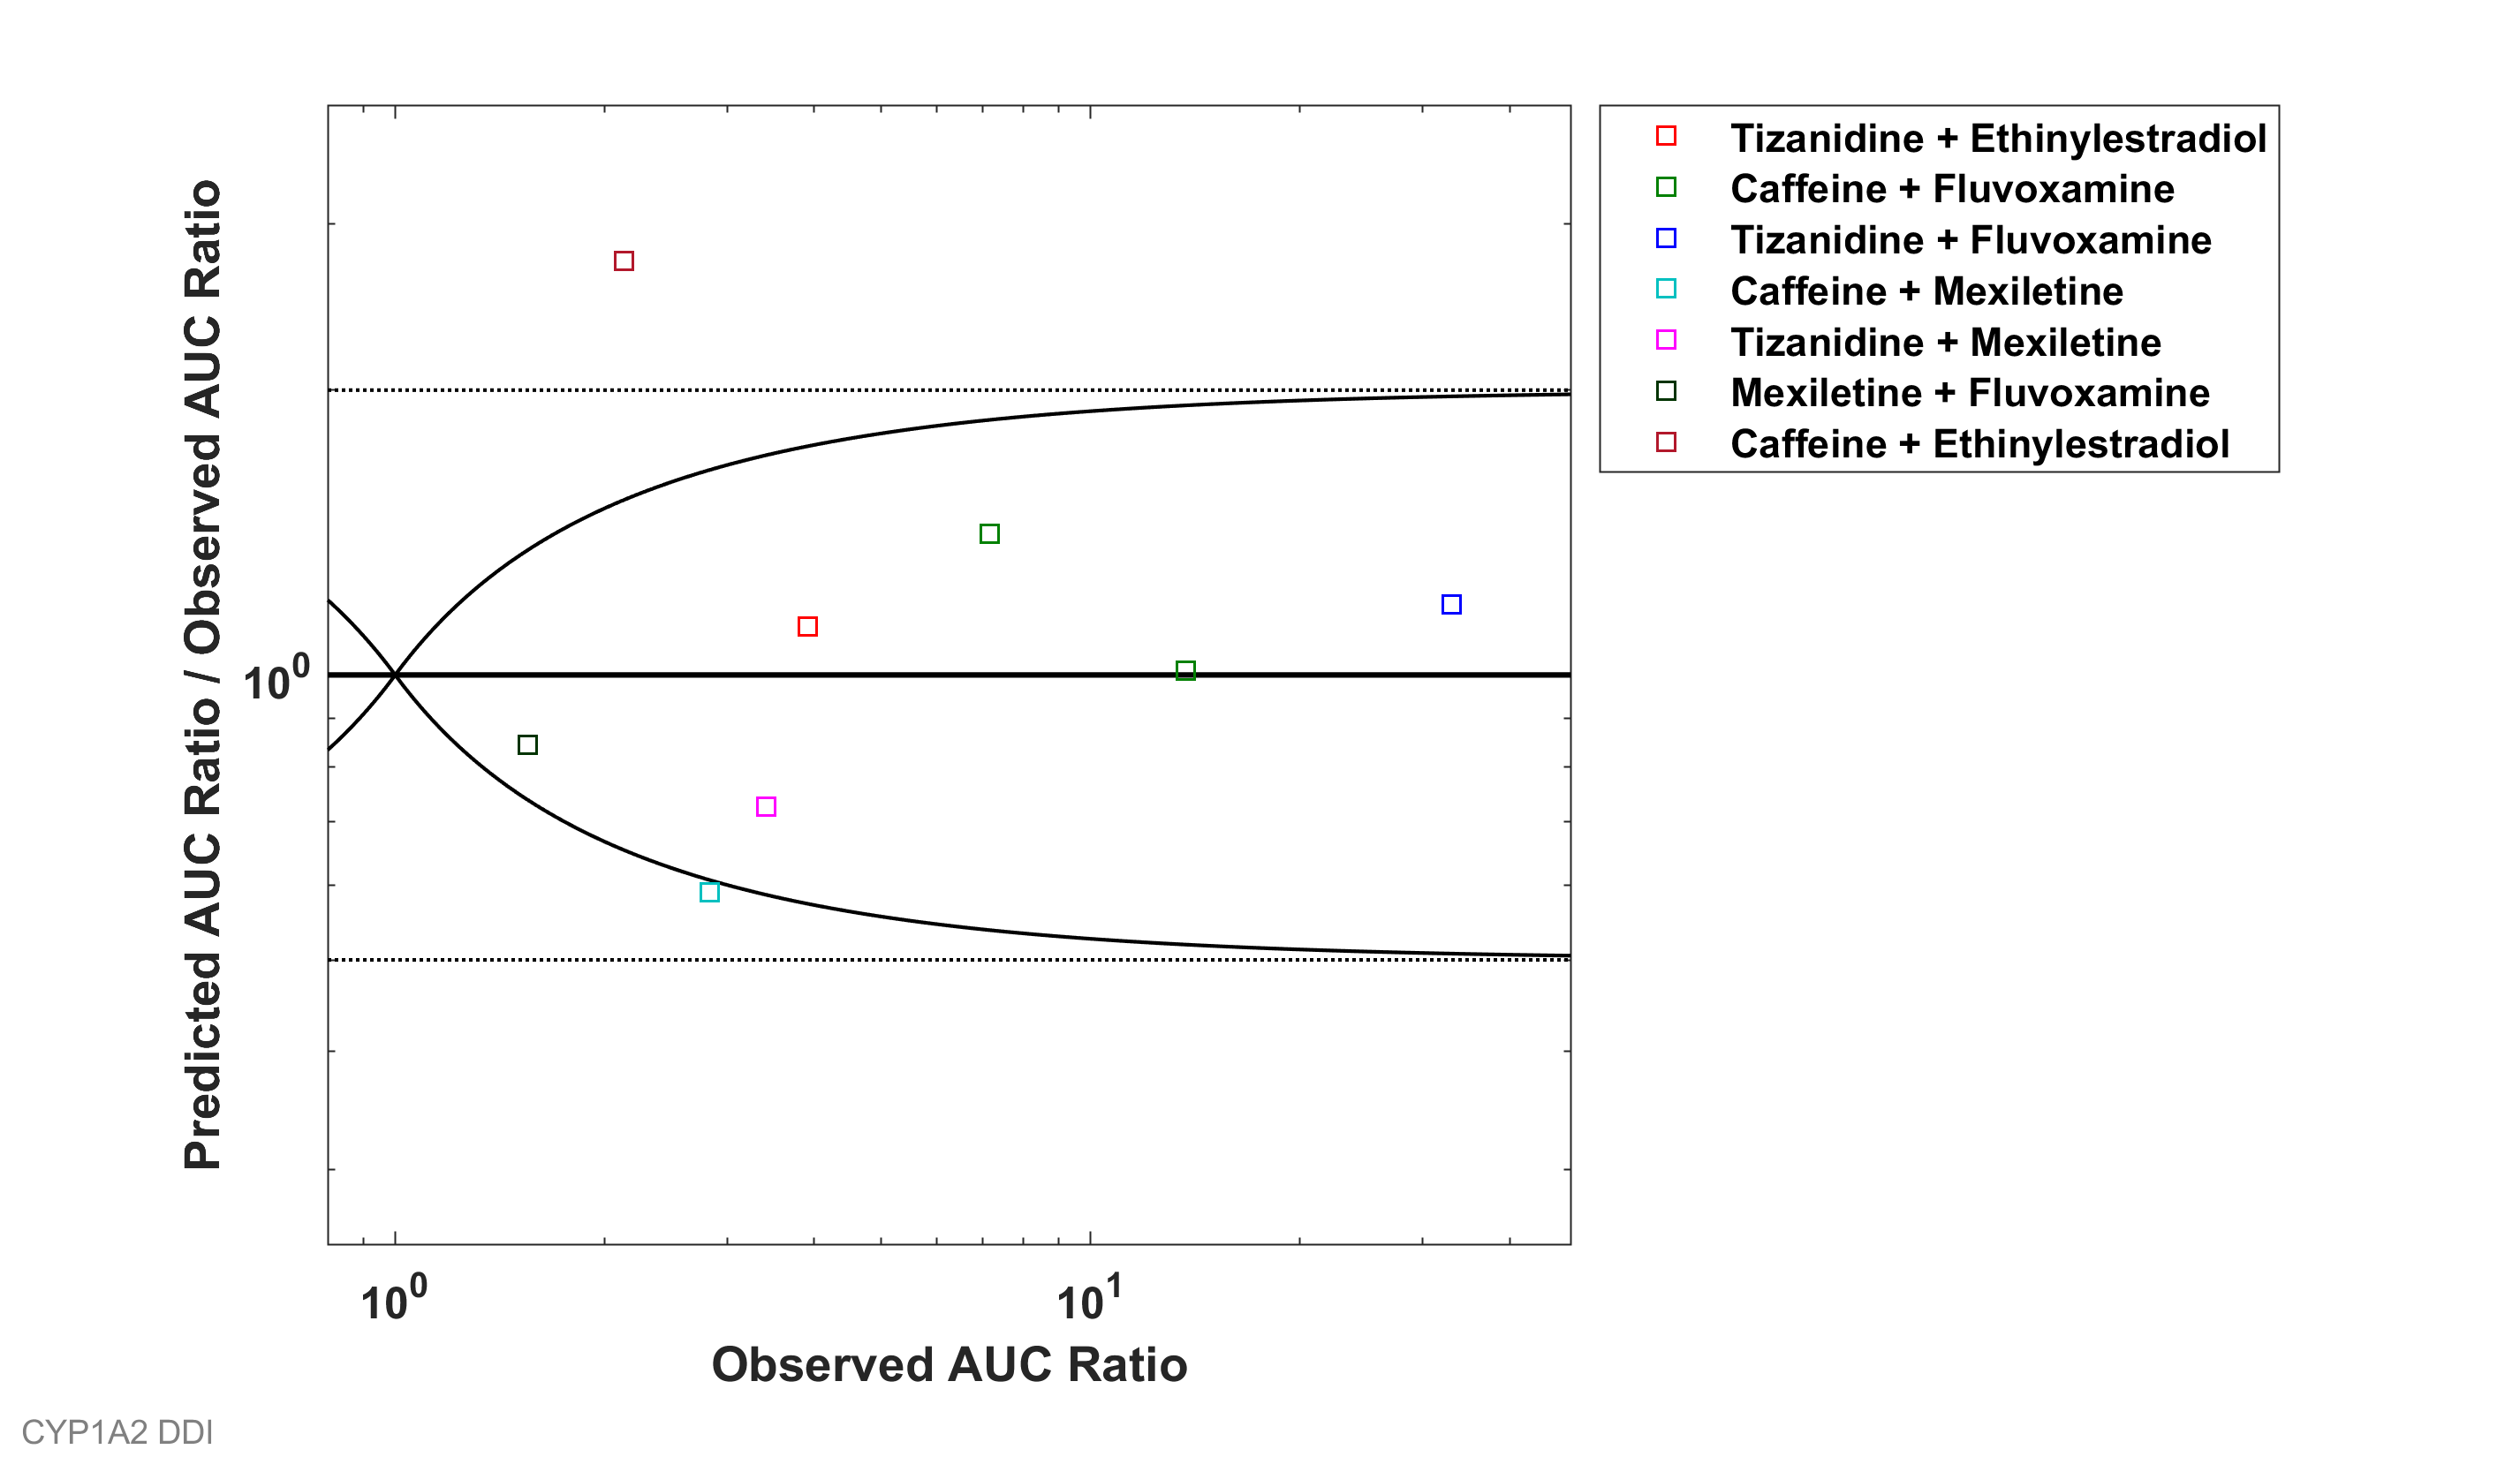 Predicted AUC Ratio / Observed AUC Ratio
10^0
10^0
10^1
Observed AUC Ratio
Tizanidine + Ethinylestradiol
Caffeine + Fluvoxamine
Tizanidine + Fluvoxamine
Caffeine + Mexiletine
Tizanidine + Mexiletine
Mexiletine + Fluvoxamine
Caffeine + Ethinylestradiol
CYP1A2 DDI